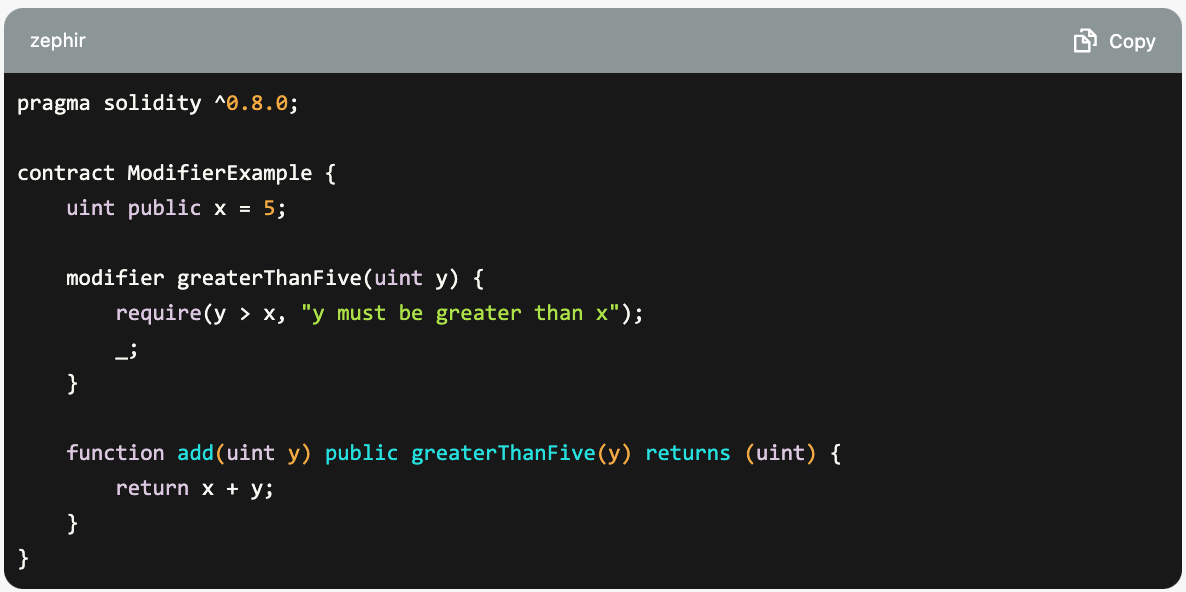 zephir
Copy
pragma solidity ^0.8.0;
contract ModifierExample {
uint public x = 5;
modifier greaterThanFive(uint y) {
require(y > x, "y must be greater than x");
_;
}
function add(uint y) public greaterThanFive(y) returns (uint) {
return x + y;
}
}